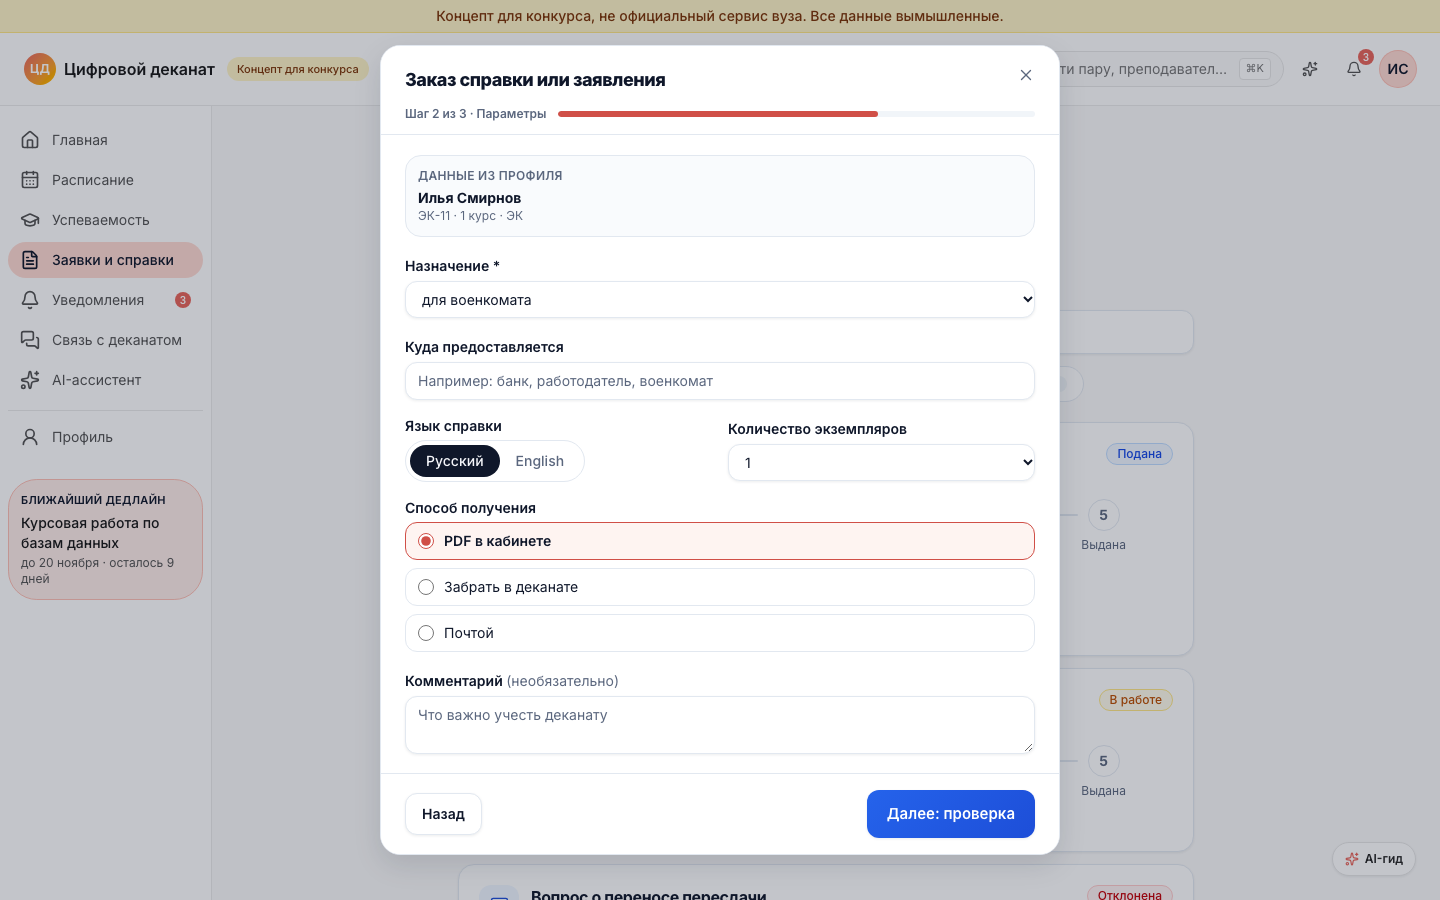 Концепт для конкурса, не официальный сервис вуза. Все данные вымышленные.
ЦД
Цифровой деканат
Концепт для конкурса
ти пару, преподавател...
⌘K
3
ИС
Главная
Расписание
Успеваемость
Заявки и справки
Уведомления
3
Связь с деканатом
AI-ассистент
Профиль
БЛИЖАЙШИЙ ДЕДЛАЙН
Курсовая работа по
базам данных
до 20 ноября · осталось 9
дней
Заказ справки или заявления
Шаг 2 из 3 · Параметры
ДАННЫЕ ИЗ ПРОФИЛЯ
Илья Смирнов
ЭК-11 · 1 курс · ЭК
Назначение *
для военкомата
Куда предоставляется
Например: банк, работодатель, военкомат
Язык справки
Русский
English
Количество экземпляров
1
Способ получения
PDF в кабинете
Забрать в деканате
Почтой
Комментарий (необязательно)
Что важно учесть деканату
Назад
Далее: проверка
Подана
5
Выдана
В работе
5
Выдана
AI-гид
Вопрос о переносе пересдачи
Отклонена